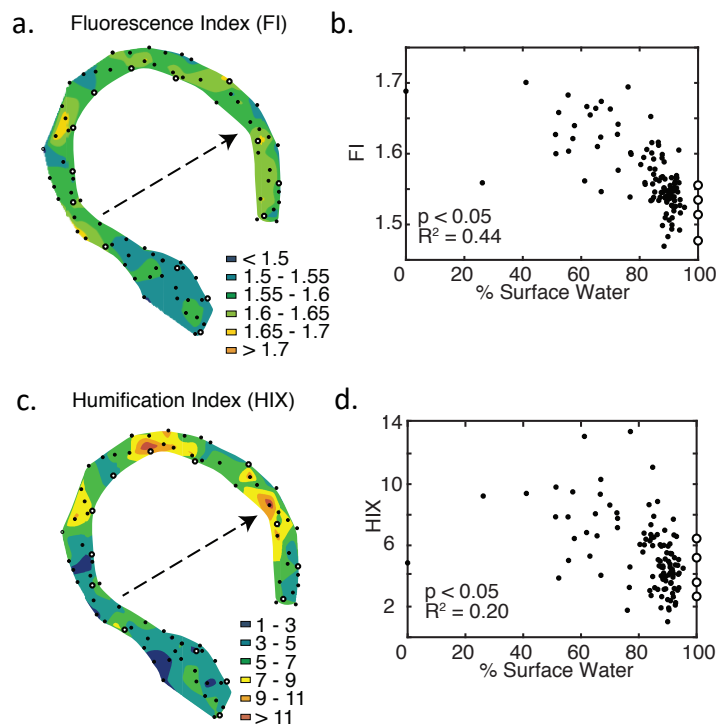 a.
Fluorescence Index (FI)
< 1.5
1.5 - 1.55
1.55 - 1.6
1.6 - 1.65
1.65 - 1.7
> 1.7
b.
1.7
1.6
1.5
FI
p < 0.05
R² = 0.44
0 20 40 60 80 100
% Surface Water
c.
Humification Index (HIX)
1 - 3
3 - 5
5 - 7
7 - 9
9 - 11
> 11
d.
14
10
6
2
HIX
p < 0.05
R² = 0.20
0 20 40 60 80 100
% Surface Water